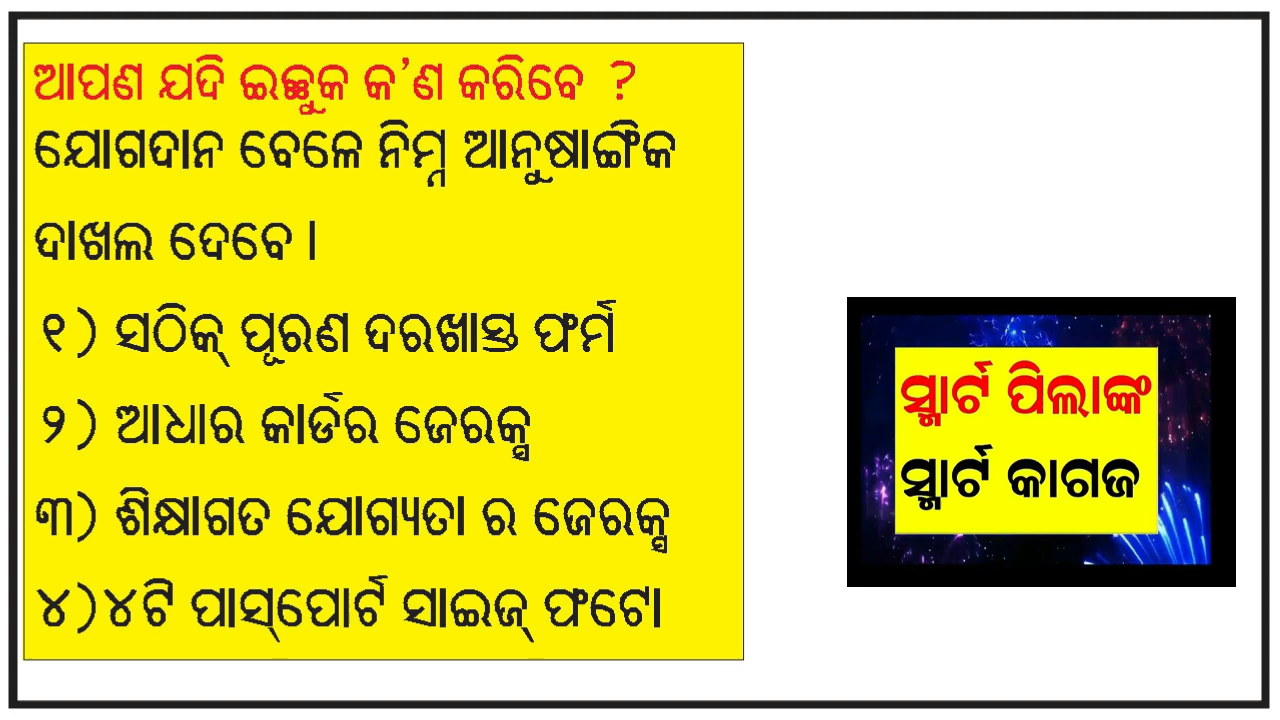 ଆପଣ ଯଦି ଇଚ୍ଛୁକ କ'ଣ କରିବେ ?
ଯୋଗଦାନ ବେଳେ ନିମ୍ନ ଆନୁଷାଙ୍ଗିକ
ଦାଖଲ ଦେବେ ।
୧) ସଠିକ୍ ପୂରଣ ଦରଖାସ୍ତ ଫର୍ମ
୨) ଆଧାର କାର୍ଡର ଜେରକ୍ସ
୩) ଶିକ୍ଷାଗତ ଯୋଗ୍ୟତା ର ଜେରକ୍ସ
୪)୪ଟି ପାସ୍‌ପୋର୍ଟ ସାଇଜ୍ ଫଟୋ
ସ୍ମାର୍ଟ ପିଲାଙ୍କ
ସ୍ମାର୍ଟ କାଗଜ